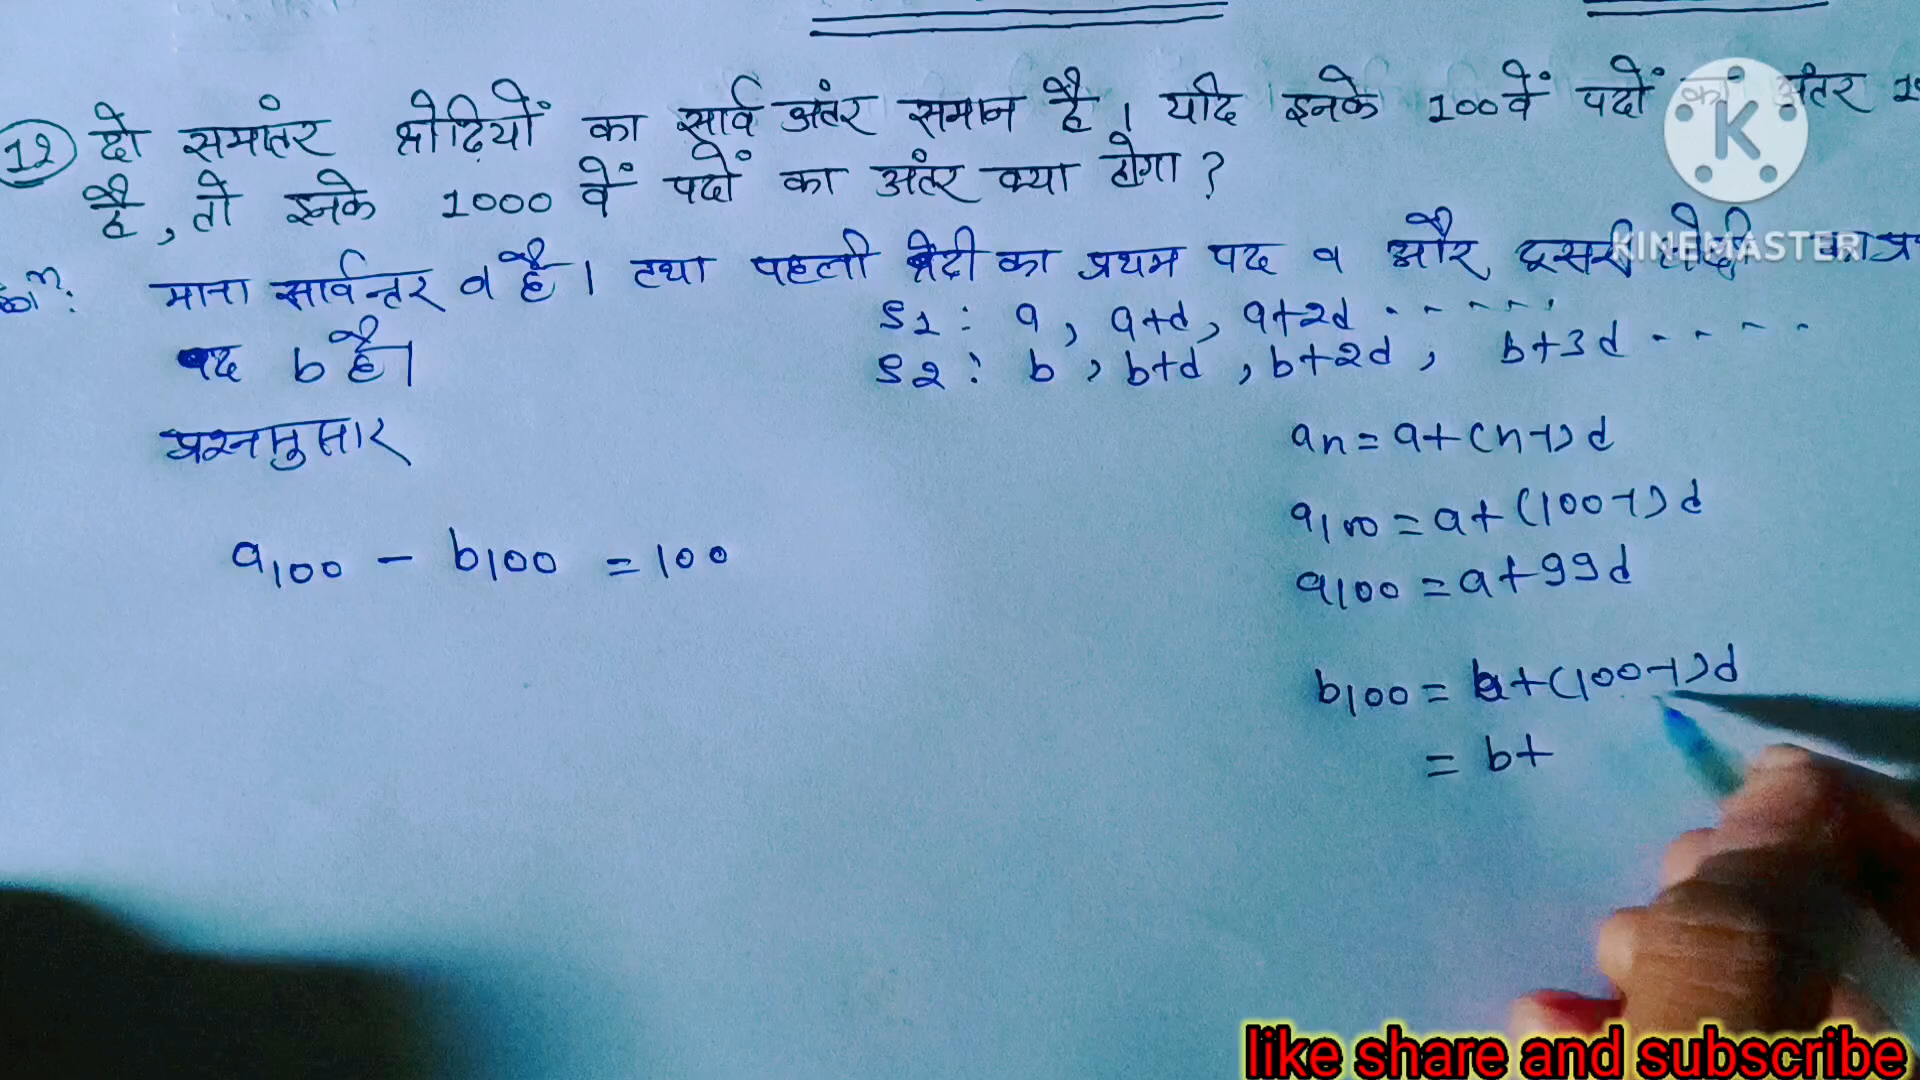 12 दो समांतर श्रेढ़ियों का सार्व अंतर समान है। यदि इनके 100वें पदों का अंतर
है, तो इनके 1000 वें पदों का अंतर क्या होगा?
माना सार्वन्तर d है। तथा पहली श्रेढी का प्रथम पद a और दूसरी
पद b है।
S1 : a, a+d, a+2d - - - - -
S2 : b, b+d, b+2d, b+3d - - - -
प्रश्नानुसार
a100 - b100 = 100
an = a+(n-1)d
a100 = a+(100-1)d
a100 = a+99d
b100 = b+(100-1)d
= b+
K
KINEMASTER
like share and subscribe